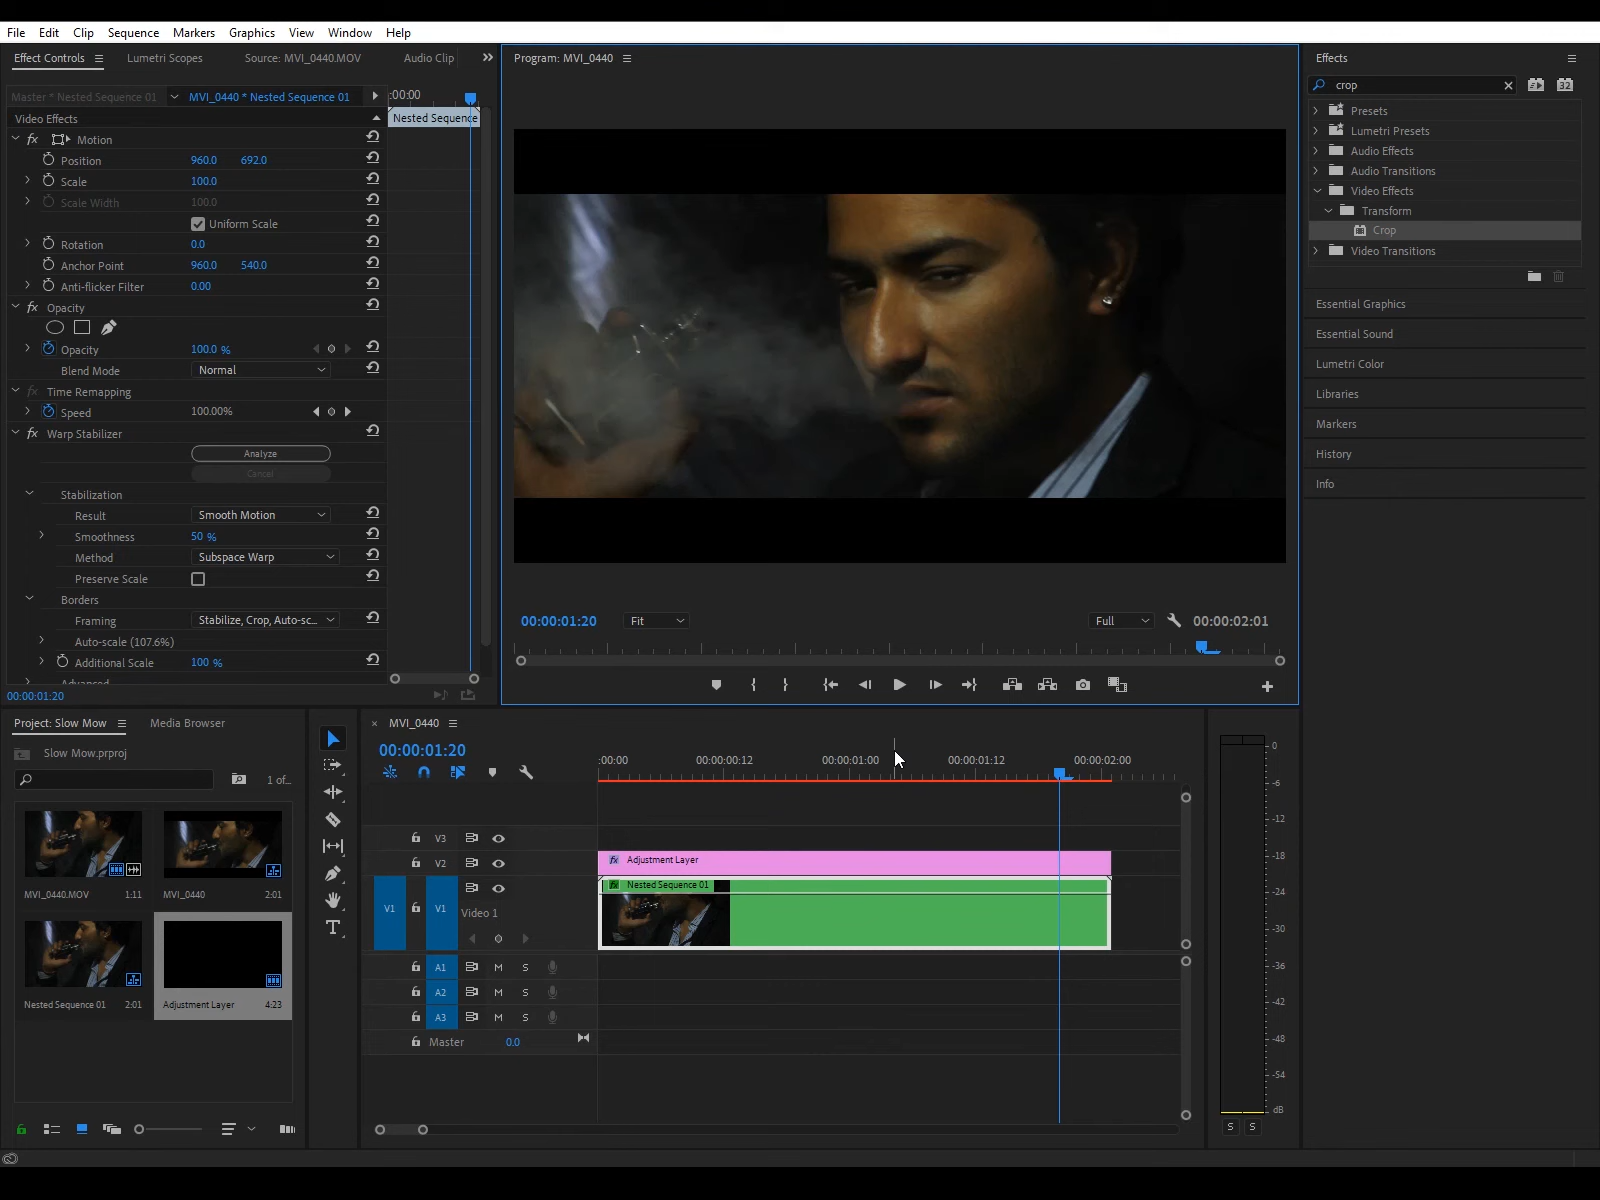 File Edit Clip Sequence Markers Graphics View Window Help
Effect Controls Lumetri Scopes Source: MVI_0440.MOV Audio Clip
Master * Nested Sequence 01 MVI_0440 * Nested Sequence 01 :00:00
Video Effects Nested Sequence
fx Motion
Position 960.0 692.0
Scale 100.0
Scale Width 100.0
Uniform Scale
Rotation 0.0
Anchor Point 960.0 540.0
Anti-flicker Filter 0.00
fx Opacity
Opacity 100.0 %
Blend Mode Normal
fx Time Remapping
Speed 100.00%
fx Warp Stabilizer
Analyze
Cancel
Stabilization
Result Smooth Motion
Smoothness 50 %
Method Subspace Warp
Preserve Scale
Borders
Framing Stabilize, Crop, Auto-sc...
Auto-scale (107.6%)
Additional Scale 100 %
Advanced
00:00:01:20
Program: MVI_0440
00:00:01:20 Fit Full 00:00:02:01
Effects
crop 32
Presets
Lumetri Presets
Audio Effects
Audio Transitions
Video Effects
Transform
Crop
Video Transitions
Essential Graphics
Essential Sound
Lumetri Color
Libraries
Markers
History
Info
Project: Slow Mow Media Browser
Slow Mow.prproj
1 of...
MVI_0440.MOV 1:11
MVI_0440 2:01
Nested Sequence 01 2:01
Adjustment Layer 4:23
× MVI_0440
00:00:01:20
:00:00 00:00:00:12 00:00:01:00 00:00:01:12 00:00:02:00
V3
V2 fx Adjustment Layer
V1 V1 Video 1 fx Nested Sequence 01
A1 M S
A2 M S
A3 M S
Master 0.0
0
-6
-12
-18
-24
-30
-36
-42
-48
-54
dB
S S